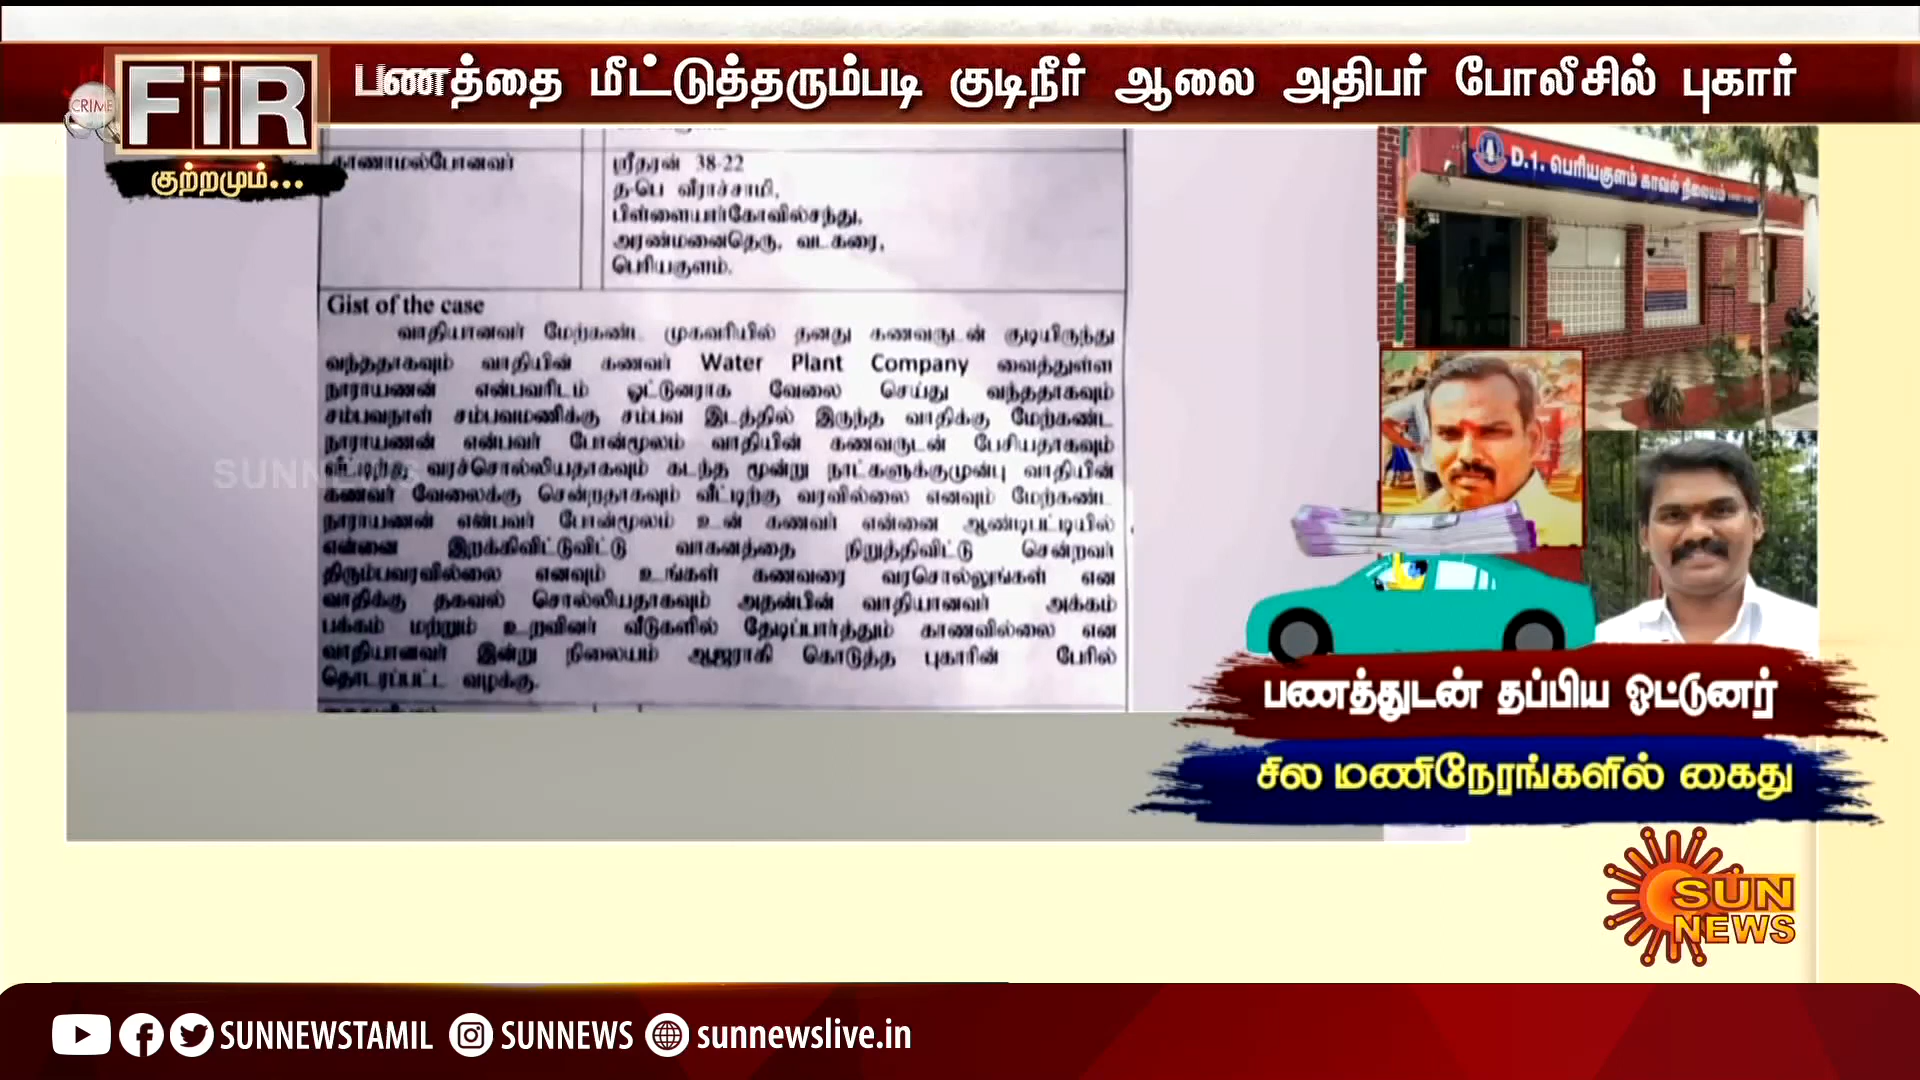 பணத்தை மீட்டுத்தரும்படி குடிநீர் ஆலை அதிபர் போலீசில் புகார்
CRIME
FiR
குற்றமும்...
காணாமல்போனவர்
ஸ்ரீதரன் 38-22
த-பெ வீராச்சாமி,
பிள்ளையார்கோவில்சந்து,
அரண்மனைதெரு, வடகரை,
பெரியகுளம்.
Gist of the case
வாதியானவர் மேற்கண்ட முகவரியில் தனது கணவருடன் குடியிருந்து
வந்ததாகவும் வாதியின் கணவர் Water Plant Company வைத்துள்ள
நாராயணன் என்பவரிடம் ஓட்டுனராக வேலை செய்து வந்ததாகவும்
சம்பவநாள் சம்பவமணிக்கு சம்பவ இடத்தில் இருந்த வாதிக்கு மேற்கண்ட
நாராயணன் என்பவர் போன்மூலம் வாதியின் கணவருடன் பேசியதாகவும்
வீட்டிற்கு வரச்சொல்லியதாகவும் கடந்த மூன்று நாட்களுக்குமுன்பு வாதியின்
கணவர் வேலைக்கு சென்றதாகவும் வீட்டிற்கு வரவில்லை எனவும் மேற்கண்ட
நாராயணன் என்பவர் போன்மூலம் உன் கணவர் என்னை ஆண்டிபட்டியில்
என்னை இறக்கிவிட்டுவிட்டு வாகனத்தை நிறுத்திவிட்டு சென்றவர்
திரும்பவரவில்லை எனவும் உங்கள் கணவரை வரசொல்லுங்கள் என
வாதிக்கு தகவல் சொல்லியதாகவும் அதன்பின் வாதியானவர் அக்கம்
பக்கம் மற்றும் உறவினர் வீடுகளில் தேடிப்பார்த்தும் காணவில்லை என
வாதியானவர் இன்று நிலையம் ஆஜராகி கொடுத்த புகாரின் பேரில்
தொடரப்பட்ட வழக்கு.
SUN NEWS
D.1. பெரியகுளம் காவல் நிலையம்
பணத்துடன் தப்பிய ஓட்டுனர்
சில மணிநேரங்களில் கைது
SUN
NEWS
SUNNEWSTAMIL SUNNEWS sunnewslive.in